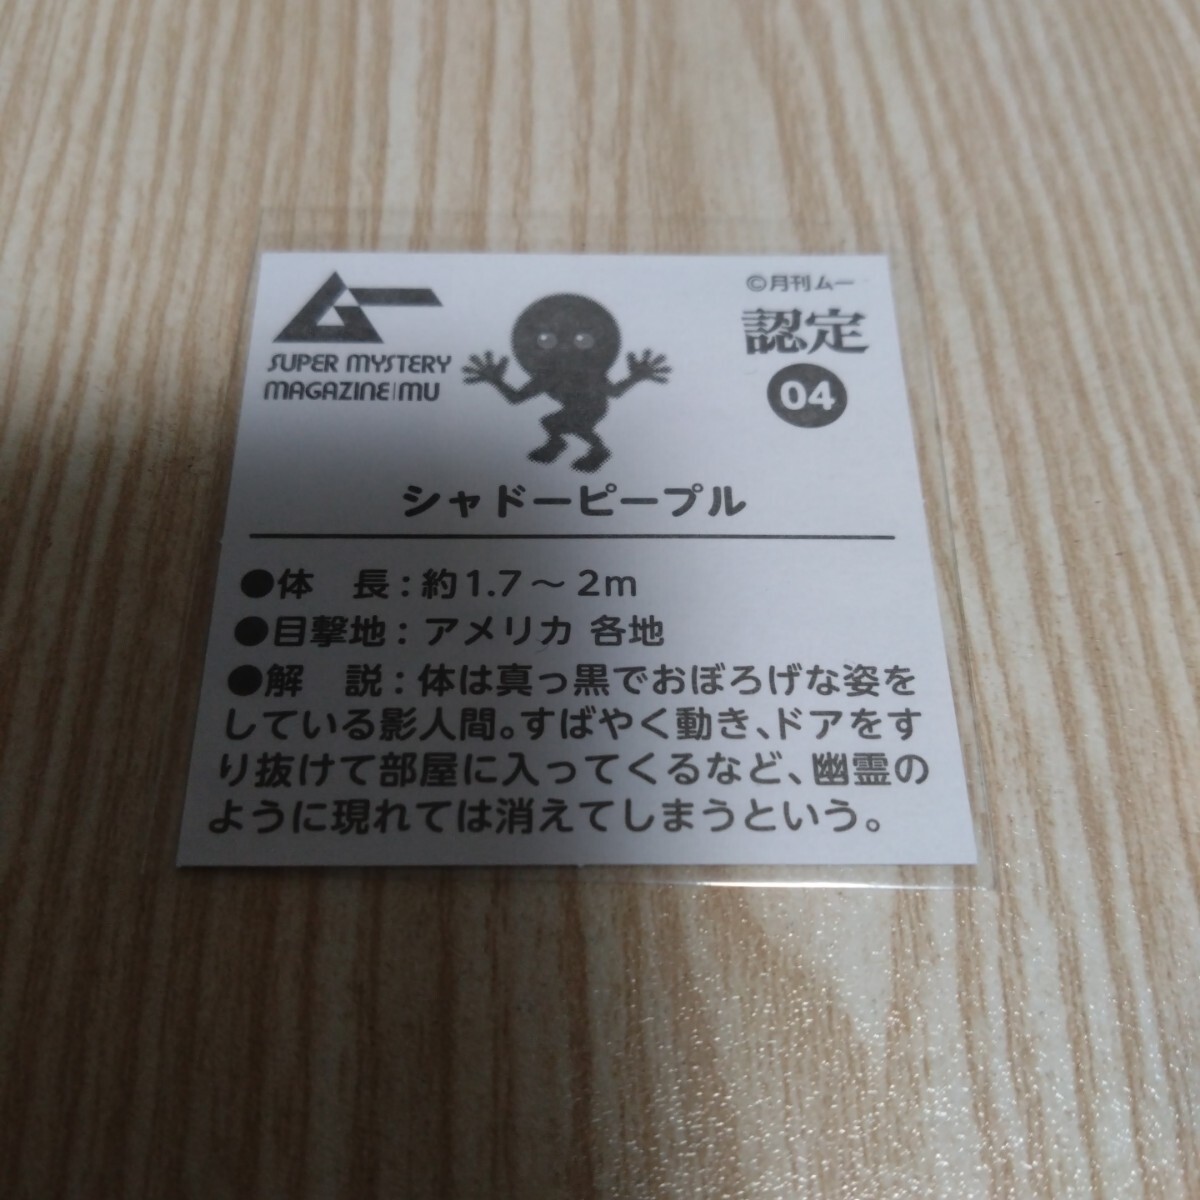 ムー
SUPER MYSTERY
MAGAZINE|MU
©月刊ムー
認定
04
シャドーピープル
●体 長:約1.7〜2m
●目撃地:アメリカ 各地
●解 説:体は真っ黒でおぼろげな姿を
している影人間。すばやく動き、ドアをす
り抜けて部屋に入ってくるなど、幽霊の
ように現れては消えてしまうという。